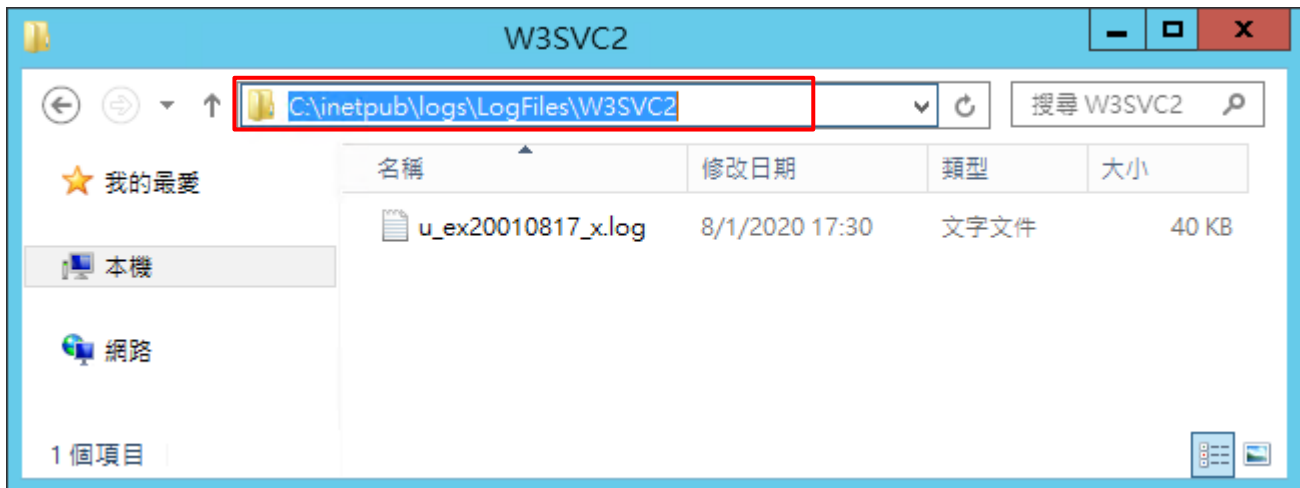 W3SVC2
C:\inetpub\logs\LogFiles\W3SVC2
搜尋 W3SVC2
我的最愛
本機
網路
名稱 修改日期 類型 大小
u_ex20010817_x.log 8/1/2020 17:30 文字文件 40 KB
1 個項目